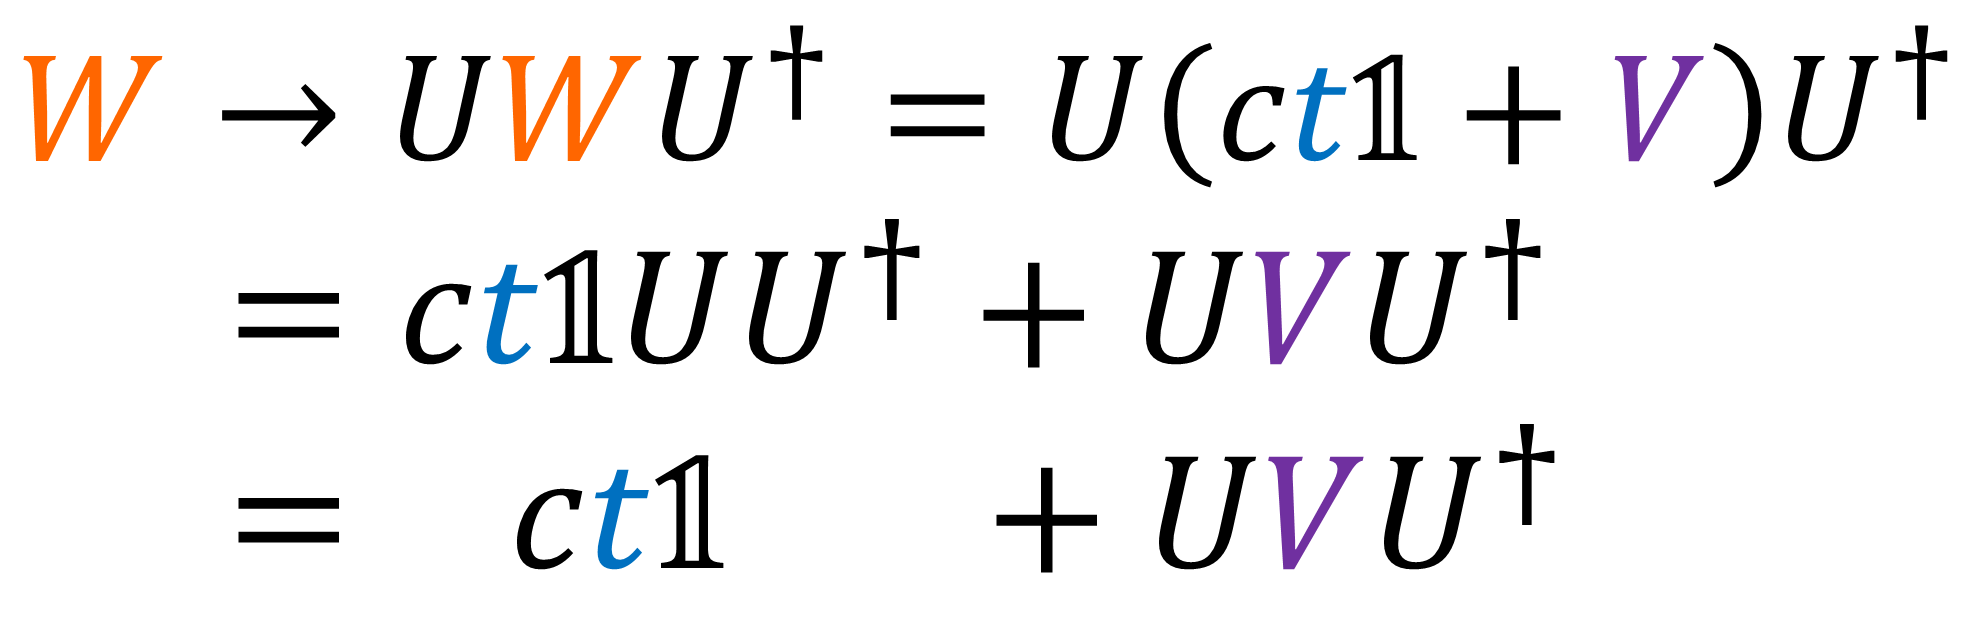 W → UWU† = U(ct𝟙 + V)U†
= ct𝟙UU† + UVU†
= ct𝟙 + UVU†